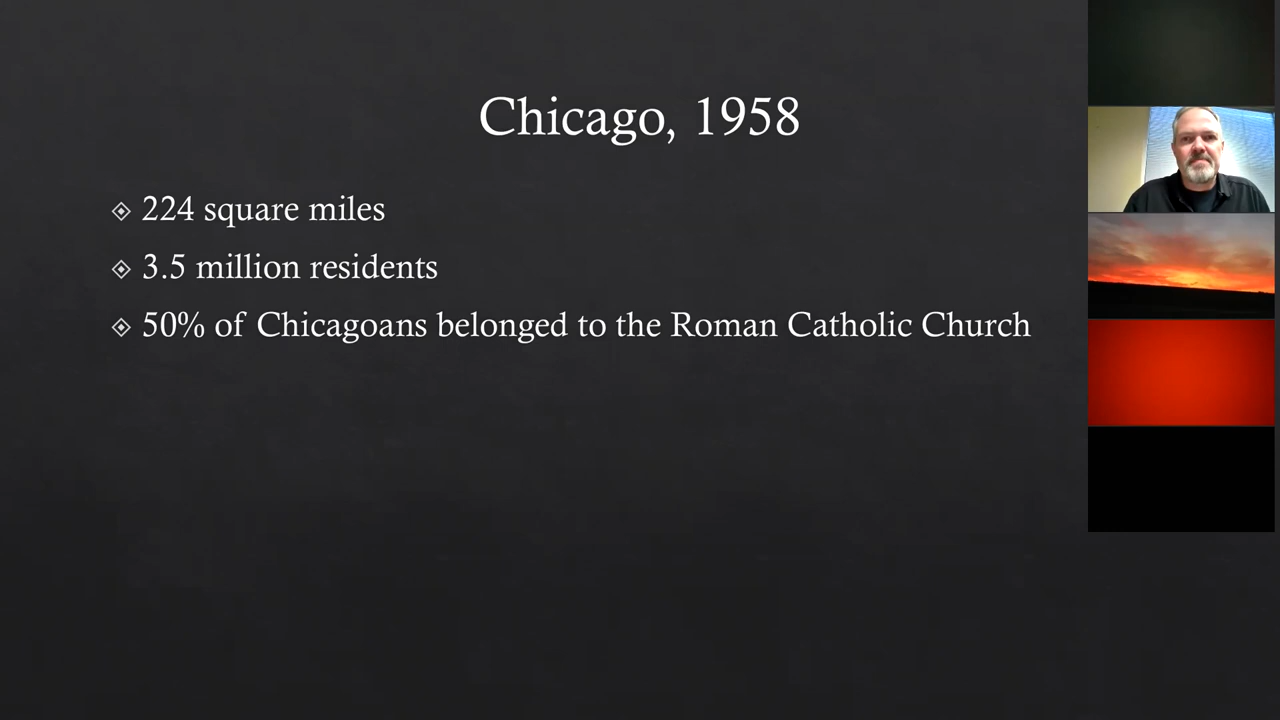 Chicago, 1958
224 square miles
3.5 million residents
50% of Chicagoans belonged to the Roman Catholic Church